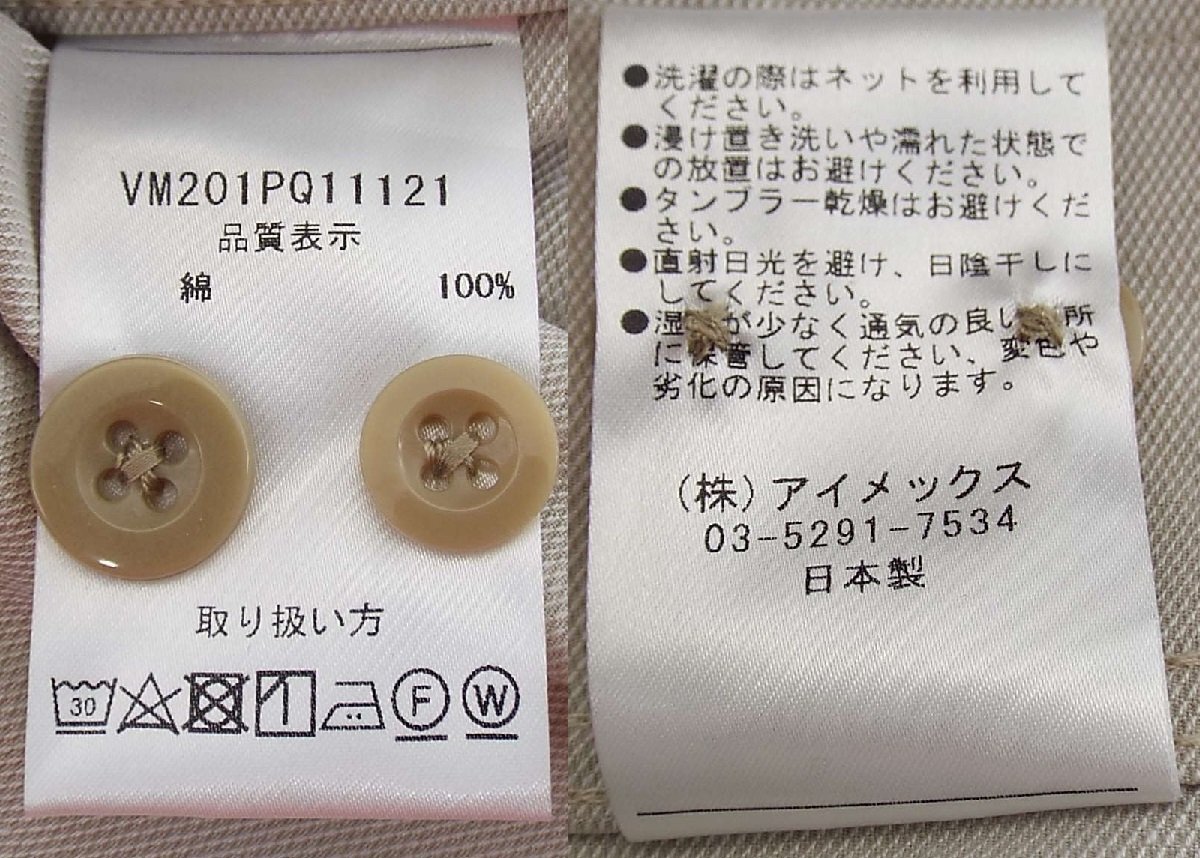 VM201PQ11121
品質表示
綿 100%
取り扱い方
30 F W
●洗濯の際はネットを利用して
ください。
●浸け置き洗いや濡れた状態で
の放置はお避けください。
●タンブラー乾燥はお避けくだ
さい。
●直射日光を避け、日陰干しに
してください。
●湿 が少なく通気の良い 所
に保管してください、変色や
劣化の原因になります。
(株)アイメックス
03-5291-7534
日本製